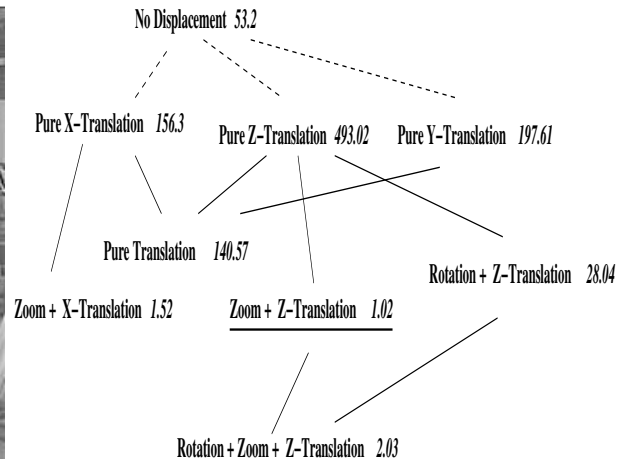 No Displacement 53.2
Pure X–Translation 156.3
Pure Z–Translation 493.02
Pure Y–Translation 197.61
Pure Translation 140.57
Rotation + Z–Translation 28.04
Zoom + X–Translation 1.52
Zoom + Z–Translation 1.02
Rotation + Zoom + Z–Translation 2.03